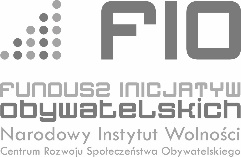 FIO
FUNDUSZ INICJATYW
obywatelskich
Narodowy Instytut Wolności
Centrum Rozwoju Społeczeństwa Obywatelskiego